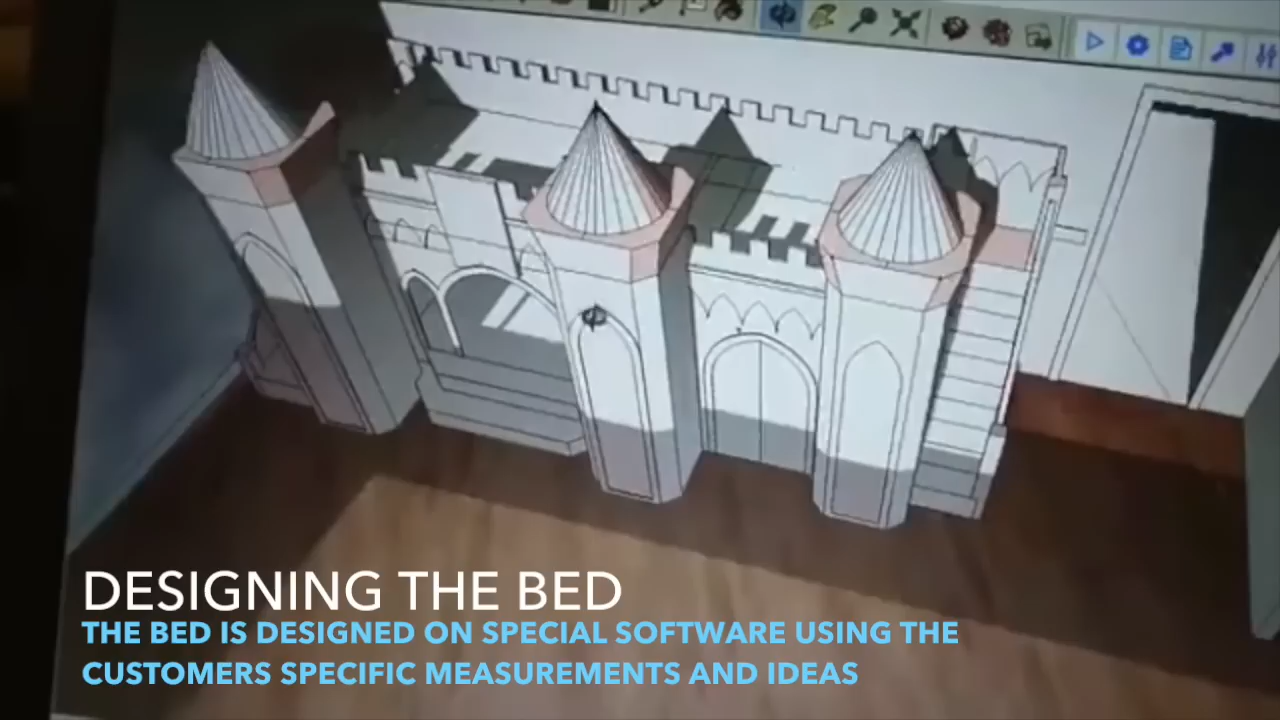 DESIGNING THE BED
THE BED IS DESIGNED ON SPECIAL SOFTWARE USING THE
CUSTOMERS SPECIFIC MEASUREMENTS AND IDEAS